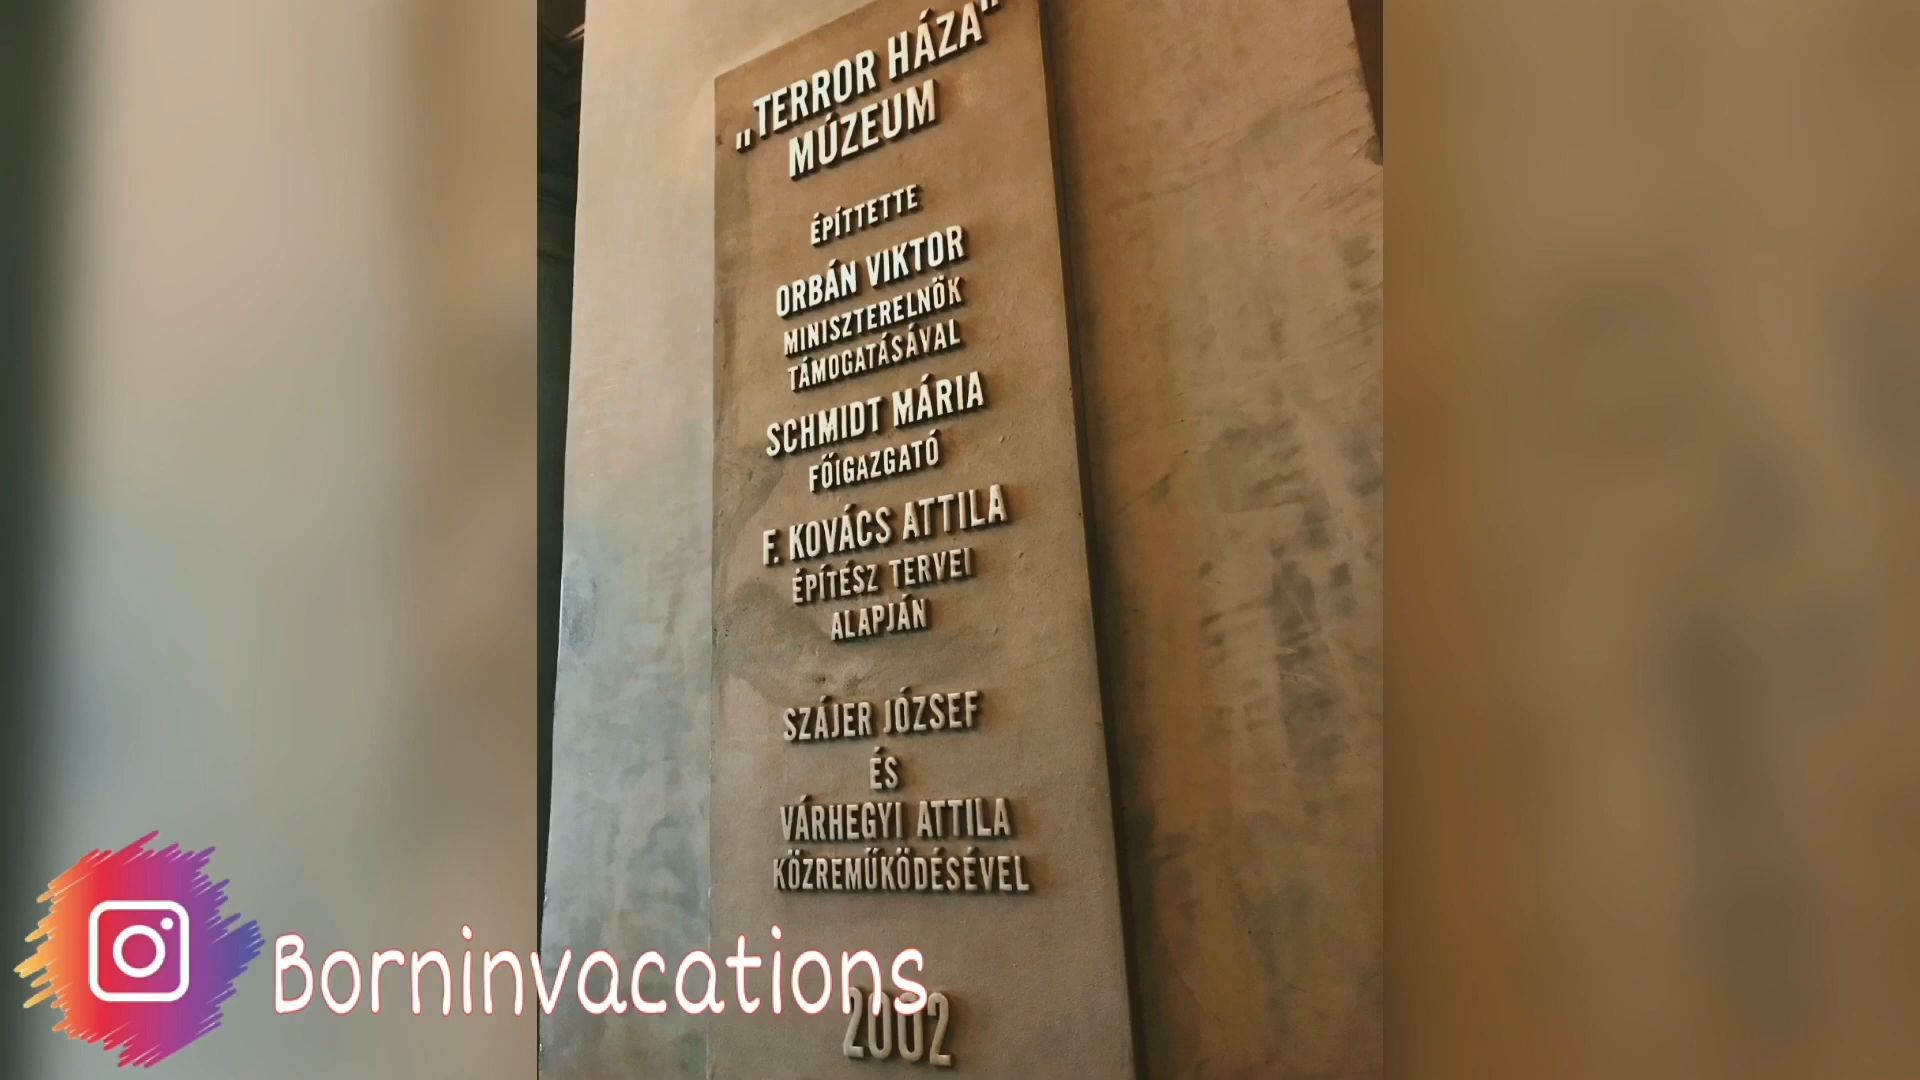 „TERROR HÁZA"
MÚZEUM
ÉPÍTTETTE
ORBÁN VIKTOR
MINISZTERELNÖK
TÁMOGATÁSÁVAL
SCHMIDT MÁRIA
FŐIGAZGATÓ
F. KOVÁCS ATTILA
ÉPÍTÉSZ TERVEI
ALAPJÁN
SZÁJER JÓZSEF
ÉS
VÁRHEGYI ATTILA
KÖZREMŰKÖDÉSÉVEL
2002
Borninvacations